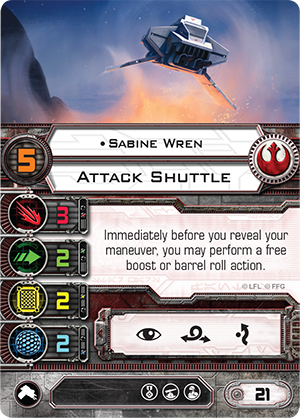 • Sabine Wren
5
Attack Shuttle
3
Immediately before you reveal your
2
maneuver, you may perform a free
boost or barrel roll action.
2
© LFL © FFG
2
21